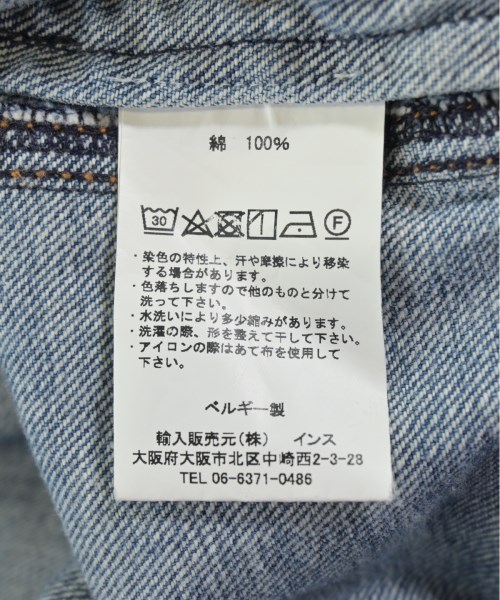 綿 100%
30 F
・染色の特性上、汗や摩擦により移染
する場合があります。
・色落ちしますので他のものと分けて
洗って下さい。
・水洗いにより多少縮みがあります。
・洗濯の際、形を整えて干して下さい。
・アイロンの際はあて布を使用して
下さい。
ベルギー製
輸入販売元(株) インス
大阪府大阪市北区中崎西2-3-28
TEL 06-6371-0486